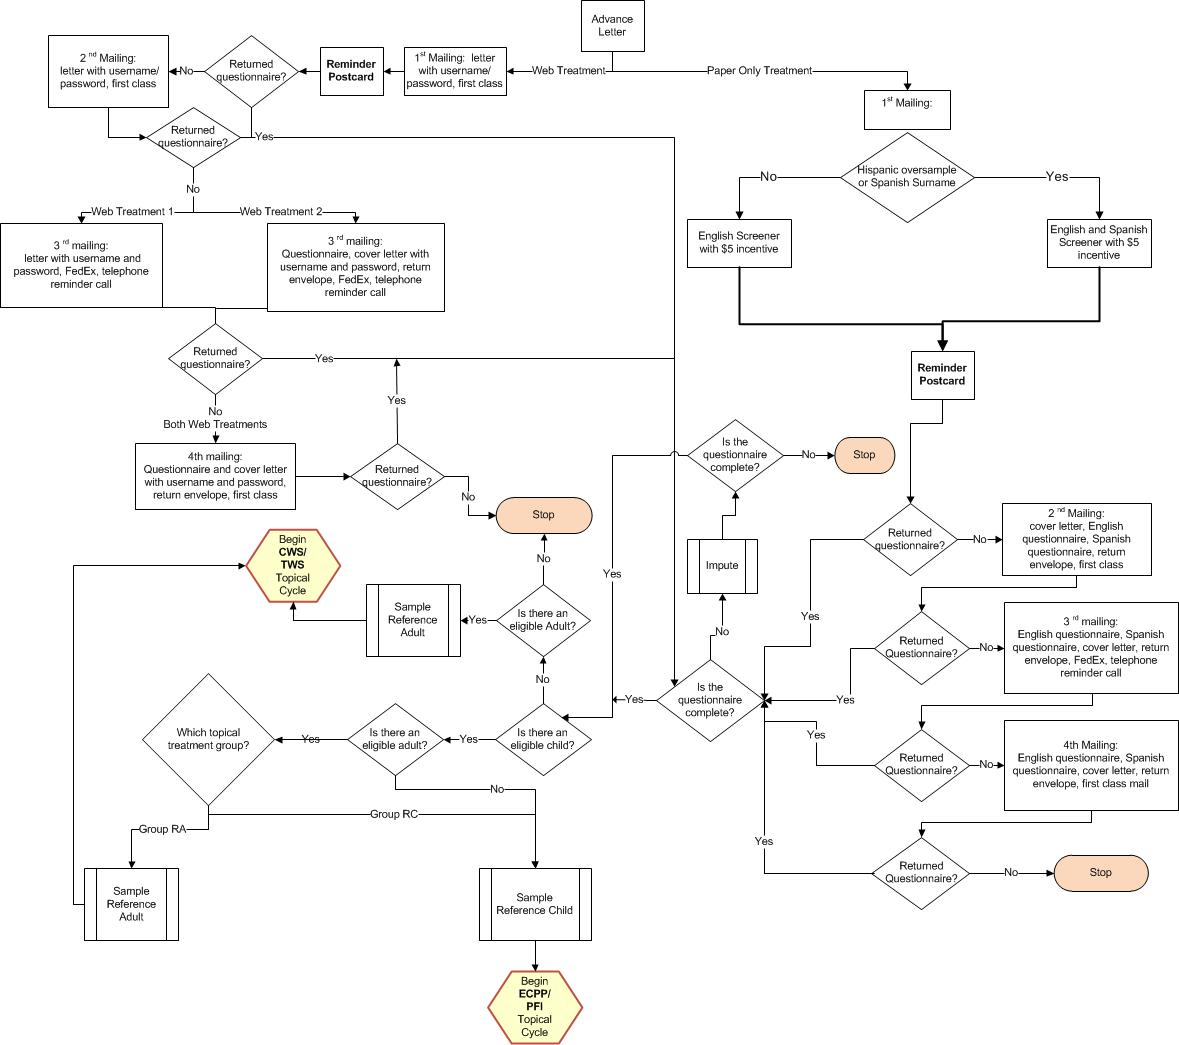 Advance
Letter
Web Treatment
Paper Only Treatment
1st Mailing: letter
with username/
password, first class
Reminder
Postcard
Returned
questionnaire?
No
2nd Mailing:
letter with username/
password, first class
Returned
questionnaire?
Yes
No
Web Treatment 1
Web Treatment 2
3rd mailing:
letter with username and
password, FedEx, telephone
reminder call
3rd mailing:
Questionnaire, cover letter with
username and password, return
envelope, FedEx, telephone
reminder call
Returned
questionnaire?
Yes
No
Both Web Treatments
4th mailing:
Questionnaire and cover letter
with username and password,
return envelope, first class
Returned
questionnaire?
Yes
No
Stop
1st Mailing:
Hispanic oversample
or Spanish Surname
No
Yes
English Screener
with $5 incentive
English and Spanish
Screener with $5
incentive
Reminder
Postcard
Returned
questionnaire?
No
Yes
2nd Mailing:
cover letter, English
questionnaire, Spanish
questionnaire, return
envelope, first class
Returned
Questionnaire?
No
Yes
3rd mailing:
English questionnaire, Spanish
questionnaire, cover letter, return
envelope, FedEx, telephone
reminder call
Returned
Questionnaire?
No
Yes
4th Mailing:
English questionnaire, Spanish
questionnaire, cover letter, return
envelope, first class mail
Returned
Questionnaire?
No
Yes
Stop
Is the
questionnaire
complete?
No
Yes
Impute
Is the
questionnaire
complete?
No
Stop
Yes
Is there an
eligible child?
No
Yes
Is there an
eligible Adult?
No
Yes
Sample
Reference
Adult
Begin
CWS/
TWS
Topical
Cycle
Is there an
eligible adult?
Yes
No
Which topical
treatment group?
Group RA
Group RC
Sample
Reference
Adult
Sample
Reference Child
Begin
ECPP/
PFI
Topical
Cycle